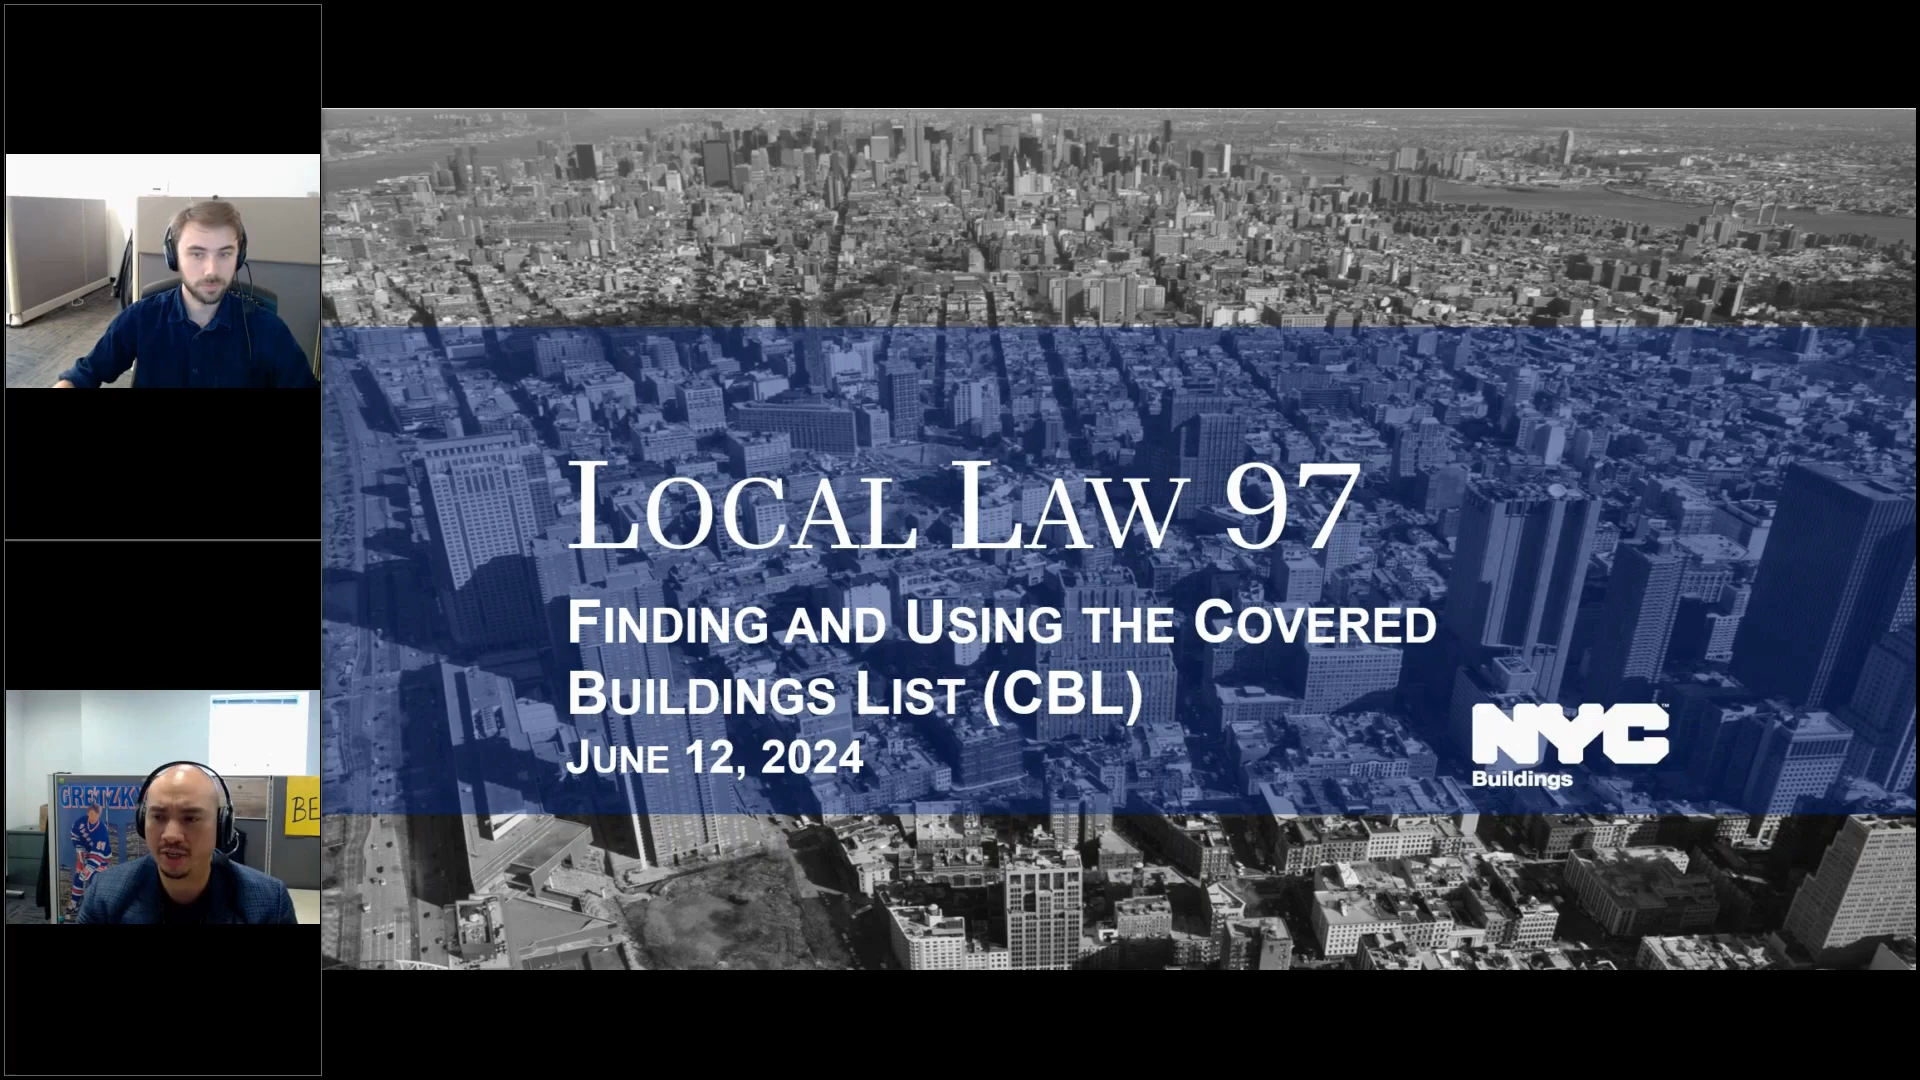 LOCAL LAW 97
FINDING AND USING THE COVERED
BUILDINGS LIST (CBL)
JUNE 12, 2024
NYC
Buildings
GRETZKY
BE